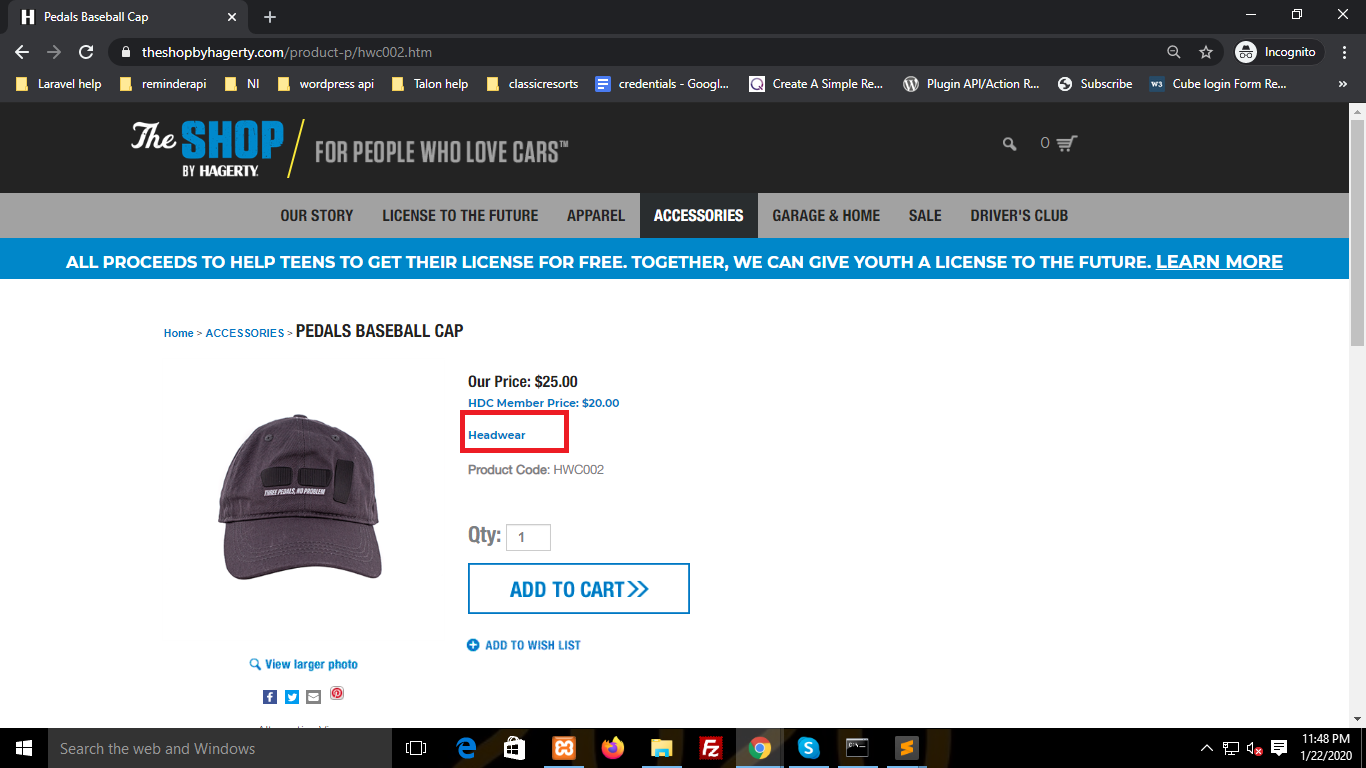 Pedals Baseball Cap
theshopbyhagerty.com/product-p/hwc002.htm
Incognito
Laravel help reminderapi NI wordpress api Talon help classicresorts credentials - Googl... Create A Simple Re... Plugin API/Action R... Subscribe Cube login Form Re... »
The SHOP BY HAGERTY. FOR PEOPLE WHO LOVE CARS™
0
OUR STORY LICENSE TO THE FUTURE APPAREL ACCESSORIES GARAGE & HOME SALE DRIVER'S CLUB
ALL PROCEEDS TO HELP TEENS TO GET THEIR LICENSE FOR FREE. TOGETHER, WE CAN GIVE YOUTH A LICENSE TO THE FUTURE. LEARN MORE
Home > ACCESSORIES > PEDALS BASEBALL CAP
Our Price: $25.00
HDC Member Price: $20.00
Headwear
Product Code: HWC002
THREE PEDALS, NO PROBLEM
Qty: 1
ADD TO CART
ADD TO WISH LIST
View larger photo
Search the web and Windows
11:48 PM
1/22/2020